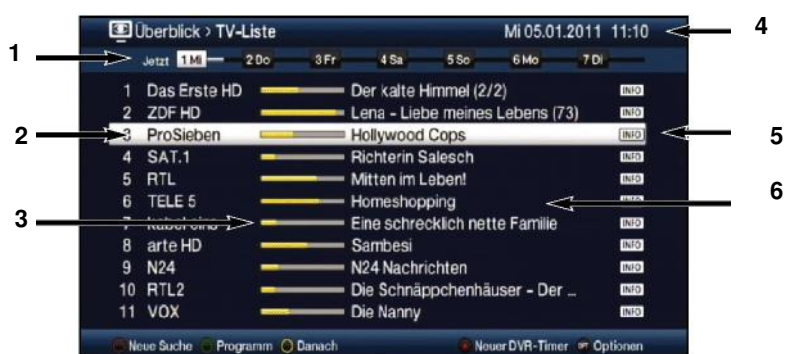 Überblick > TV-Liste Mi 05.01.2011 11:10 4
1 Jetzt 1 Mi 2 Do 3 Fr 4 Sa 5 So 6 Mo 7 Di
1 Das Erste HD Der kalte Himmel (2/2) INFO
2 ZDF HD Lena - Liebe meines Lebens (73) INFO
2 3 ProSieben Hollywood Cops INFO 5
4 SAT.1 Richterin Salesch INFO
5 RTL Mitten im Leben! INFO
6 TELE 5 Homeshopping INFO 6
3 7 kabel eins Eine schrecklich nette Familie INFO
8 arte HD Sambesi INFO
9 N24 N24 Nachrichten INFO
10 RTL2 Die Schnäppchenhäuser - Der ... INFO
11 VOX Die Nanny INFO
Neue Suche Programm Danach Neuer DVR-Timer OPT Optionen